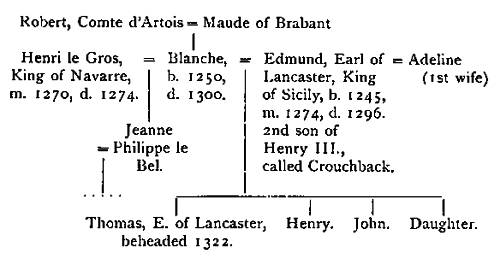 Robert, Comte d'Artois = Maude of Brabant
Henri le Gros, = Blanche, = Edmund, Earl of = Adeline
King of Navarre, b. 1250, Lancaster, King (1st wife)
m. 1270, d. 1274. d. 1300. of Sicily, b. 1245,
m. 1274, d. 1296.
Jeanne 2nd son of
= Philippe le Henry III.,
Bel. called Crouchback.
Thomas, E. of Lancaster, Henry. John. Daughter.
beheaded 1322.